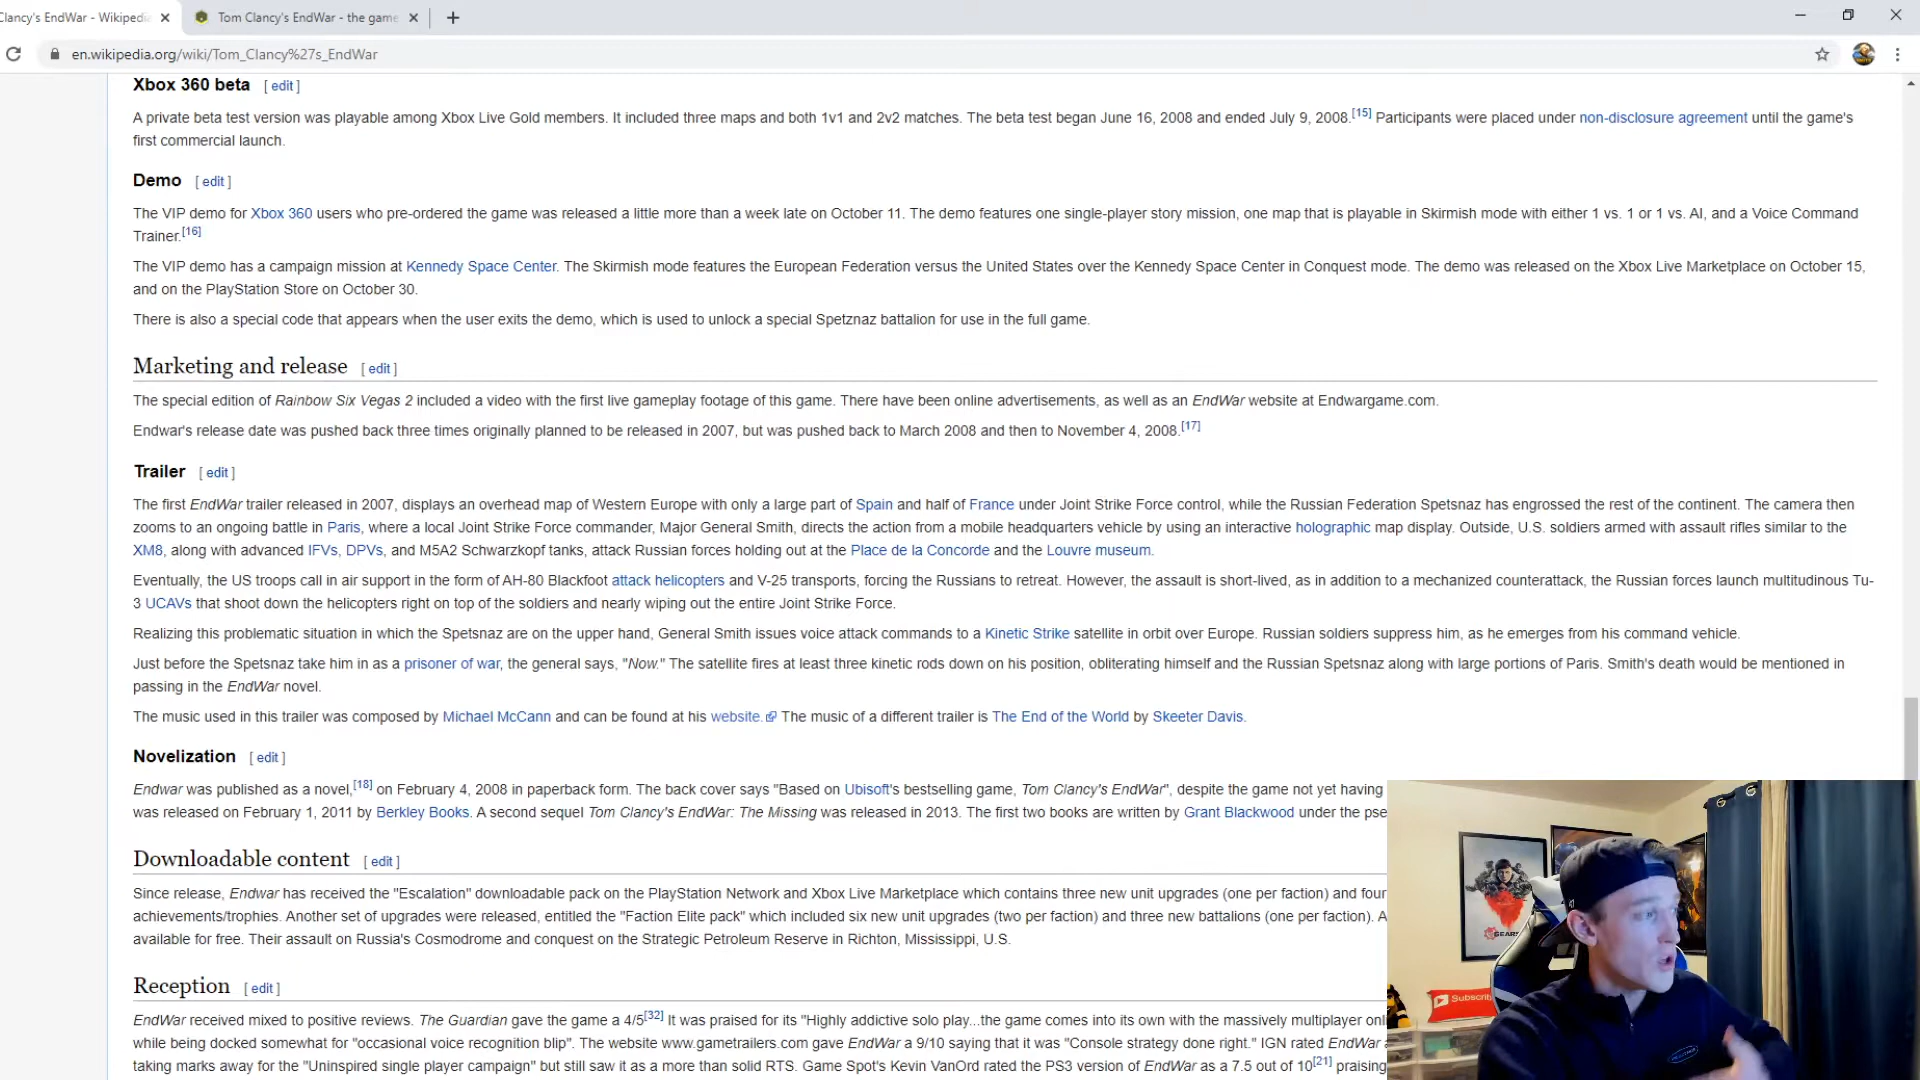 Clancy's EndWar - Wikipedi
Tom Clancy's EndWar - the game
en.wikipedia.org/wiki/Tom_Clancy%27s_EndWar
Xbox 360 beta [ edit ]
A private beta test version was playable among Xbox Live Gold members. It included three maps and both 1v1 and 2v2 matches. The beta test began June 16, 2008 and ended July 9, 2008.[15] Participants were placed under non-disclosure agreement until the game's
first commercial launch.
Demo [ edit ]
The VIP demo for Xbox 360 users who pre-ordered the game was released a little more than a week late on October 11. The demo features one single-player story mission, one map that is playable in Skirmish mode with either 1 vs. 1 or 1 vs. AI, and a Voice Command
Trainer.[16]
The VIP demo has a campaign mission at Kennedy Space Center. The Skirmish mode features the European Federation versus the United States over the Kennedy Space Center in Conquest mode. The demo was released on the Xbox Live Marketplace on October 15,
and on the PlayStation Store on October 30.
There is also a special code that appears when the user exits the demo, which is used to unlock a special Spetznaz battalion for use in the full game.
Marketing and release [ edit ]
The special edition of Rainbow Six Vegas 2 included a video with the first live gameplay footage of this game. There have been online advertisements, as well as an EndWar website at Endwargame.com.
Endwar's release date was pushed back three times originally planned to be released in 2007, but was pushed back to March 2008 and then to November 4, 2008.[17]
Trailer [ edit ]
The first EndWar trailer released in 2007, displays an overhead map of Western Europe with only a large part of Spain and half of France under Joint Strike Force control, while the Russian Federation Spetsnaz has engrossed the rest of the continent. The camera then
zooms to an ongoing battle in Paris, where a local Joint Strike Force commander, Major General Smith, directs the action from a mobile headquarters vehicle by using an interactive holographic map display. Outside, U.S. soldiers armed with assault rifles similar to the
XM8, along with advanced IFVs, DPVs, and M5A2 Schwarzkopf tanks, attack Russian forces holding out at the Place de la Concorde and the Louvre museum.
Eventually, the US troops call in air support in the form of AH-80 Blackfoot attack helicopters and V-25 transports, forcing the Russians to retreat. However, the assault is short-lived, as in addition to a mechanized counterattack, the Russian forces launch multitudinous Tu-
3 UCAVs that shoot down the helicopters right on top of the soldiers and nearly wiping out the entire Joint Strike Force.
Realizing this problematic situation in which the Spetsnaz are on the upper hand, General Smith issues voice attack commands to a Kinetic Strike satellite in orbit over Europe. Russian soldiers suppress him, as he emerges from his command vehicle.
Just before the Spetsnaz take him in as a prisoner of war, the general says, "Now." The satellite fires at least three kinetic rods down on his position, obliterating himself and the Russian Spetsnaz along with large portions of Paris. Smith's death would be mentioned in
passing in the EndWar novel.
The music used in this trailer was composed by Michael McCann and can be found at his website. The music of a different trailer is The End of the World by Skeeter Davis.
Novelization [ edit ]
Endwar was published as a novel,[18] on February 4, 2008 in paperback form. The back cover says "Based on Ubisoft's bestselling game, Tom Clancy's EndWar", despite the game not yet having
was released on February 1, 2011 by Berkley Books. A second sequel Tom Clancy's EndWar: The Missing was released in 2013. The first two books are written by Grant Blackwood under the pse
Downloadable content [ edit ]
Since release, Endwar has received the "Escalation" downloadable pack on the PlayStation Network and Xbox Live Marketplace which contains three new unit upgrades (one per faction) and four
achievements/trophies. Another set of upgrades were released, entitled the "Faction Elite pack" which included six new unit upgrades (two per faction) and three new battalions (one per faction). A
available for free. Their assault on Russia's Cosmodrome and conquest on the Strategic Petroleum Reserve in Richton, Mississippi, U.S.
GEARS
Subscrib
Reception [ edit ]
EndWar received mixed to positive reviews. The Guardian gave the game a 4/5[32] It was praised for its "Highly addictive solo play...the game comes into its own with the massively multiplayer onl
while being docked somewhat for "occasional voice recognition blip". The website www.gametrailers.com gave EndWar a 9/10 saying that it was "Console strategy done right." IGN rated EndWar
taking marks away for the "Uninspired single player campaign" but still saw it as a more than solid RTS. Game Spot's Kevin VanOrd rated the PS3 version of EndWar as a 7.5 out of 10[21] praising